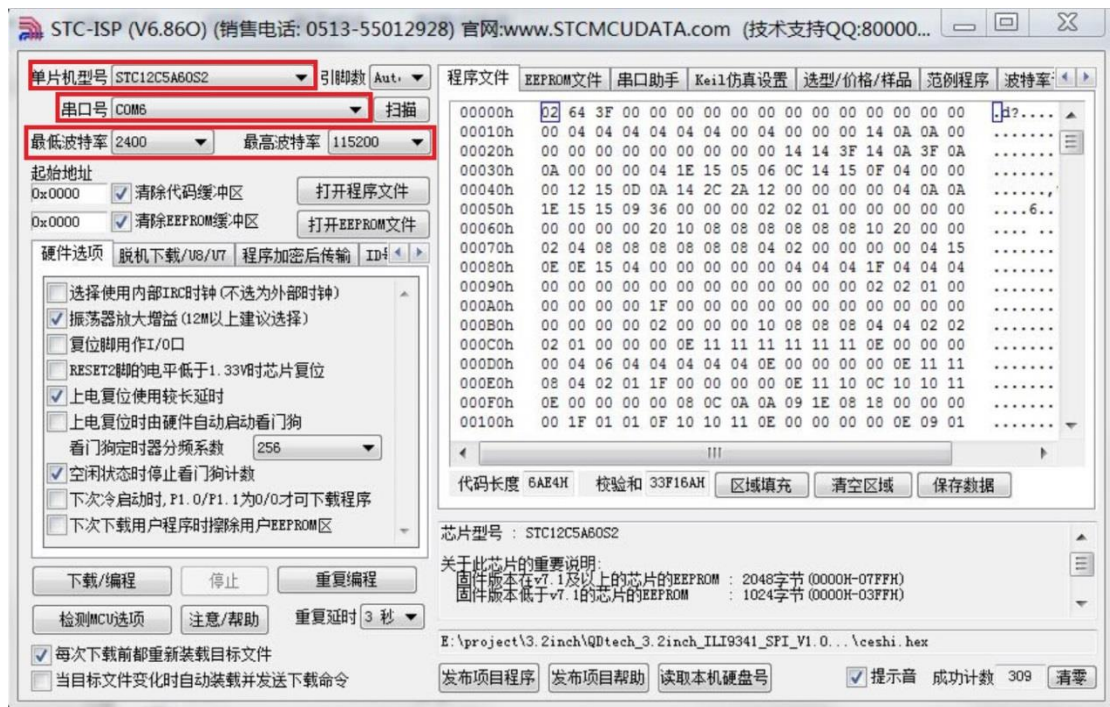 STC-ISP (V6.86O) (销售电话: 0513-55012928) 官网:www.STCMCUDATA.com (技术支持QQ:80000...
单片机型号 STC12C5A60S2 引脚数 Aut
串口号 COM6 扫描
最低波特率 2400 最高波特率 115200
起始地址
0x0000 清除代码缓冲区 打开程序文件
0x0000 清除EEPROM缓冲区 打开EEPROM文件
硬件选项 脱机下载/U8/U7 程序加密后传输
选择使用内部IRC时钟(不选为外部时钟)
振荡器放大增益(12M以上建议选择)
复位脚用作I/O口
RESET2脚的电平低于1.33V时芯片复位
上电复位使用较长延时
上电复位时由硬件自动启动看门狗
看门狗定时器分频系数 256
空闲状态时停止看门狗计数
下次冷启动时,P1.0/P1.1为0/0才可下载程序
下次下载用户程序时擦除用户EEPROM区
下载/编程 停止 重复编程
检测MCU选项 注意/帮助 重复延时 3 秒
每次下载前都重新装载目标文件
当目标文件变化时自动装载并发送下载命令
程序文件 EEPROM文件 串口助手 Keil仿真设置 选型/价格/样品 范例程序 波特率
00000h 02 64 3F 00 00 00 00 00 00 00 00 00 00 00 00 00 .d?....
00010h 00 04 04 04 04 04 04 00 04 00 00 00 14 0A 0A 00 .......
00020h 00 00 00 00 00 00 00 00 00 14 14 3F 14 0A 3F 0A .......
00030h 0A 00 00 00 04 1E 15 05 06 0C 14 15 0F 04 00 00 .......
00040h 00 12 15 0D 0A 14 2C 2A 12 00 00 00 00 04 0A 0A ......,
00050h 1E 15 15 09 36 00 00 00 02 02 01 00 00 00 00 00 ....6..
00060h 00 00 00 00 20 10 08 08 08 08 08 08 10 20 00 00 .... ..
00070h 02 04 08 08 08 08 08 08 04 02 00 00 00 00 04 15 .......
00080h 0E 0E 15 04 00 00 00 00 00 04 04 04 1F 04 04 04 .......
00090h 00 00 00 00 00 00 00 00 00 00 00 00 02 02 01 00 .......
000A0h 00 00 00 00 1F 00 00 00 00 00 00 00 00 00 00 00 .......
000B0h 00 00 00 00 02 00 00 00 10 08 08 08 04 04 02 02 .......
000C0h 02 01 00 00 00 0E 11 11 11 11 11 11 0E 00 00 00 .......
000D0h 00 04 06 04 04 04 04 04 0E 00 00 00 00 0E 11 11 .......
000E0h 08 04 02 01 1F 00 00 00 00 0E 11 10 0C 10 10 11 .......
000F0h 0E 00 00 00 00 08 0C 0A 0A 09 1E 08 18 00 00 00 .......
00100h 00 1F 01 01 0F 10 10 11 0E 00 00 00 00 0E 09 01 .......
代码长度 6AE4H 校验和 33F16AH 区域填充 清空区域 保存数据
芯片型号 : STC12C5A60S2
关于此芯片的重要说明:
固件版本在v7.1及以上的芯片的EEPROM : 2048字节(0000H-07FFH)
固件版本低于v7.1的芯片的EEPROM : 1024字节(0000H-03FFH)
E:\project\3.2inch\QDtech_3.2inch_ILI9341_SPI_V1.0...\ceshi.hex
发布项目程序 发布项目帮助 读取本机硬盘号 提示音 成功计数 309 清零